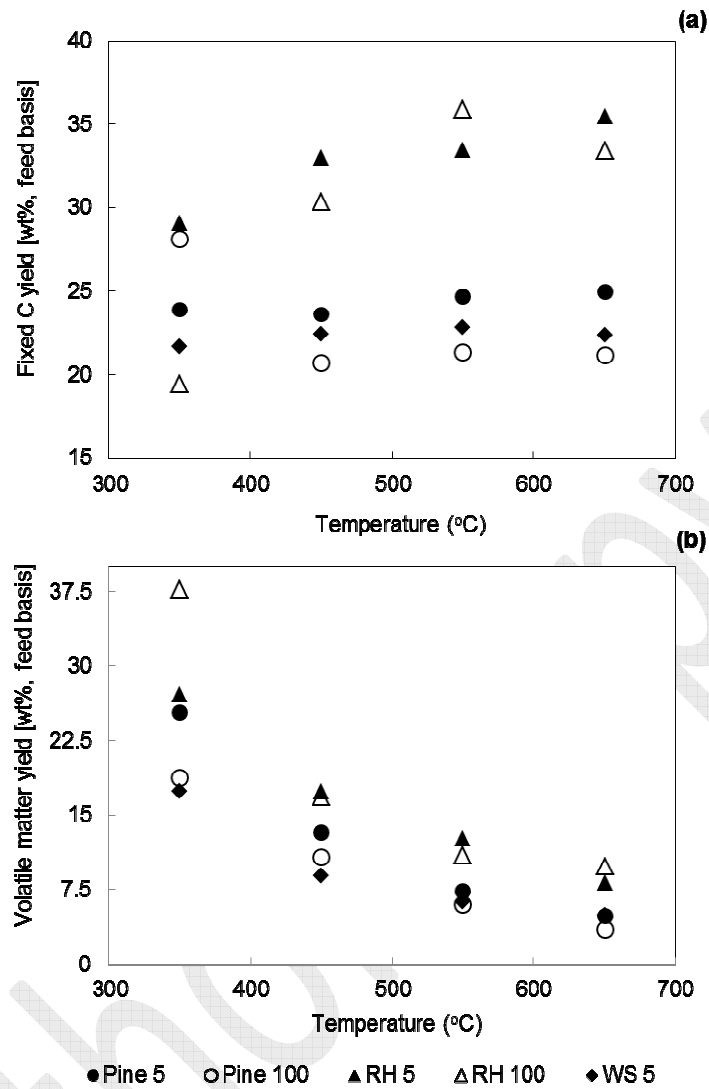 (a)
Fixed C yield [wt%, feed basis]
40
35
30
25
20
15
300 400 500 600 700
Temperature (°C)
(b)
Volatile matter yield [wt%, feed basis]
37.5
30
22.5
15
7.5
0
300 400 500 600 700
Temperature (°C)
Pine 5 Pine 100 RH 5 RH 100 WS 5